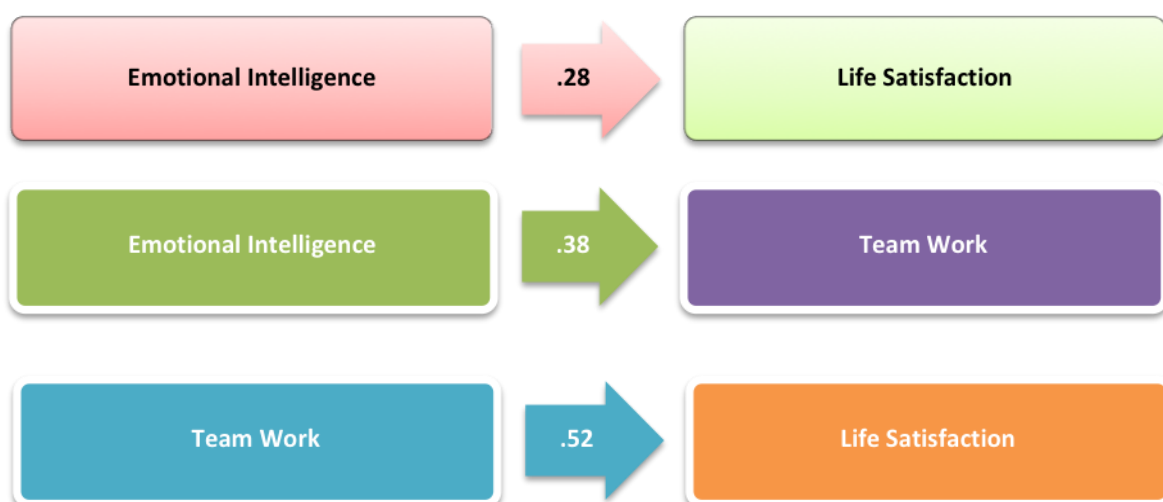 Emotional Intelligence .28 Life Satisfaction
Emotional Intelligence .38 Team Work
Team Work .52 Life Satisfaction